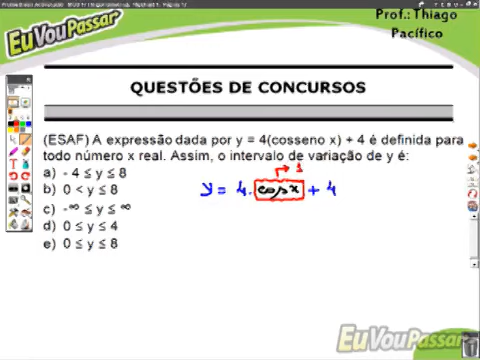 Prof.: Thiago
Pacífico
EuVouPassar
QUESTÕES DE CONCURSOS
(ESAF) A expressão dada por y = 4(cosseno x) + 4 é definida para
todo número x real. Assim, o intervalo de variação de y é:
a) - 4 ≤ y ≤ 8
b) 0 < y ≤ 8
c) -∞ ≤ y ≤ ∞
d) 0 ≤ y ≤ 4
e) 0 ≤ y ≤ 8
1
y = 4. cos x + 4
EuVouPassar